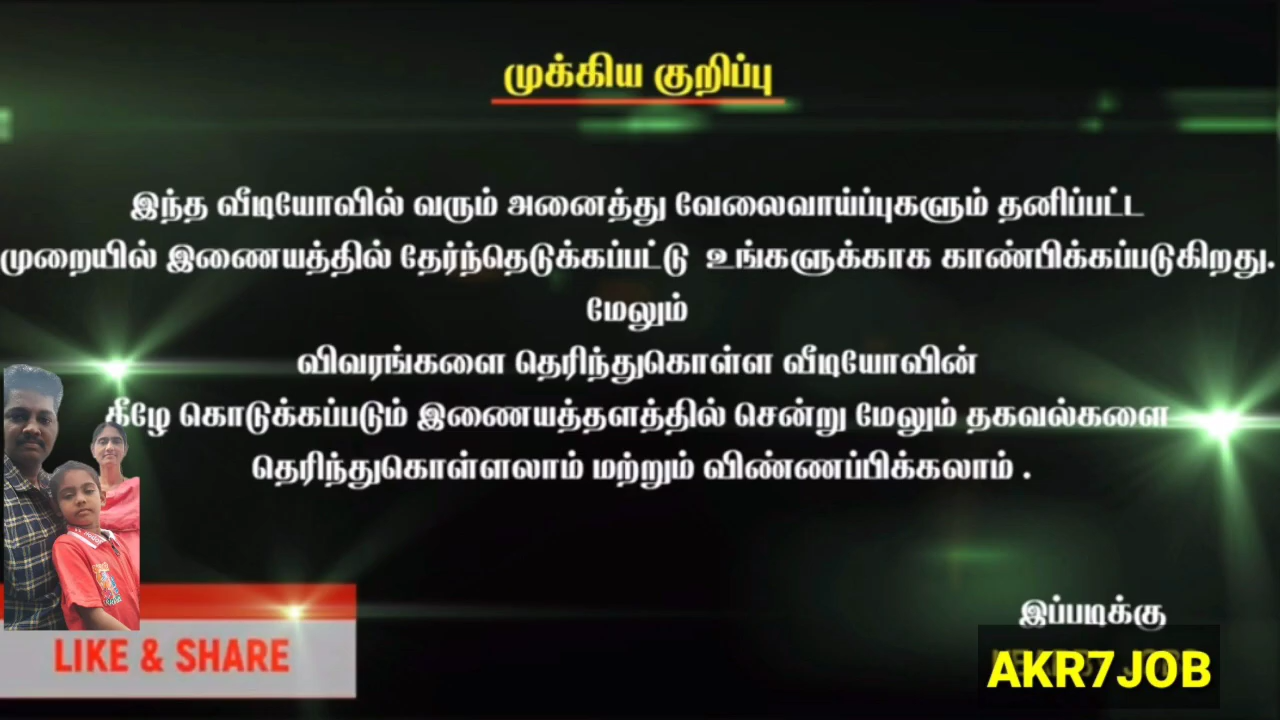 முக்கிய குறிப்பு
இந்த வீடியோவில் வரும் அனைத்து வேலைவாய்ப்புகளும் தனிப்பட்ட
முறையில் இணையத்தில் தேர்ந்தெடுக்கப்பட்டு உங்களுக்காக காண்பிக்கப்படுகிறது.
மேலும்
விவரங்களை தெரிந்துகொள்ள வீடியோவின்
கீழே கொடுக்கப்படும் இணையத்தளத்தில் சென்று மேலும் தகவல்களை
தெரிந்துகொள்ளலாம் மற்றும் விண்ணப்பிக்கலாம் .
இப்படிக்கு
LIKE & SHARE
AKR7JOB